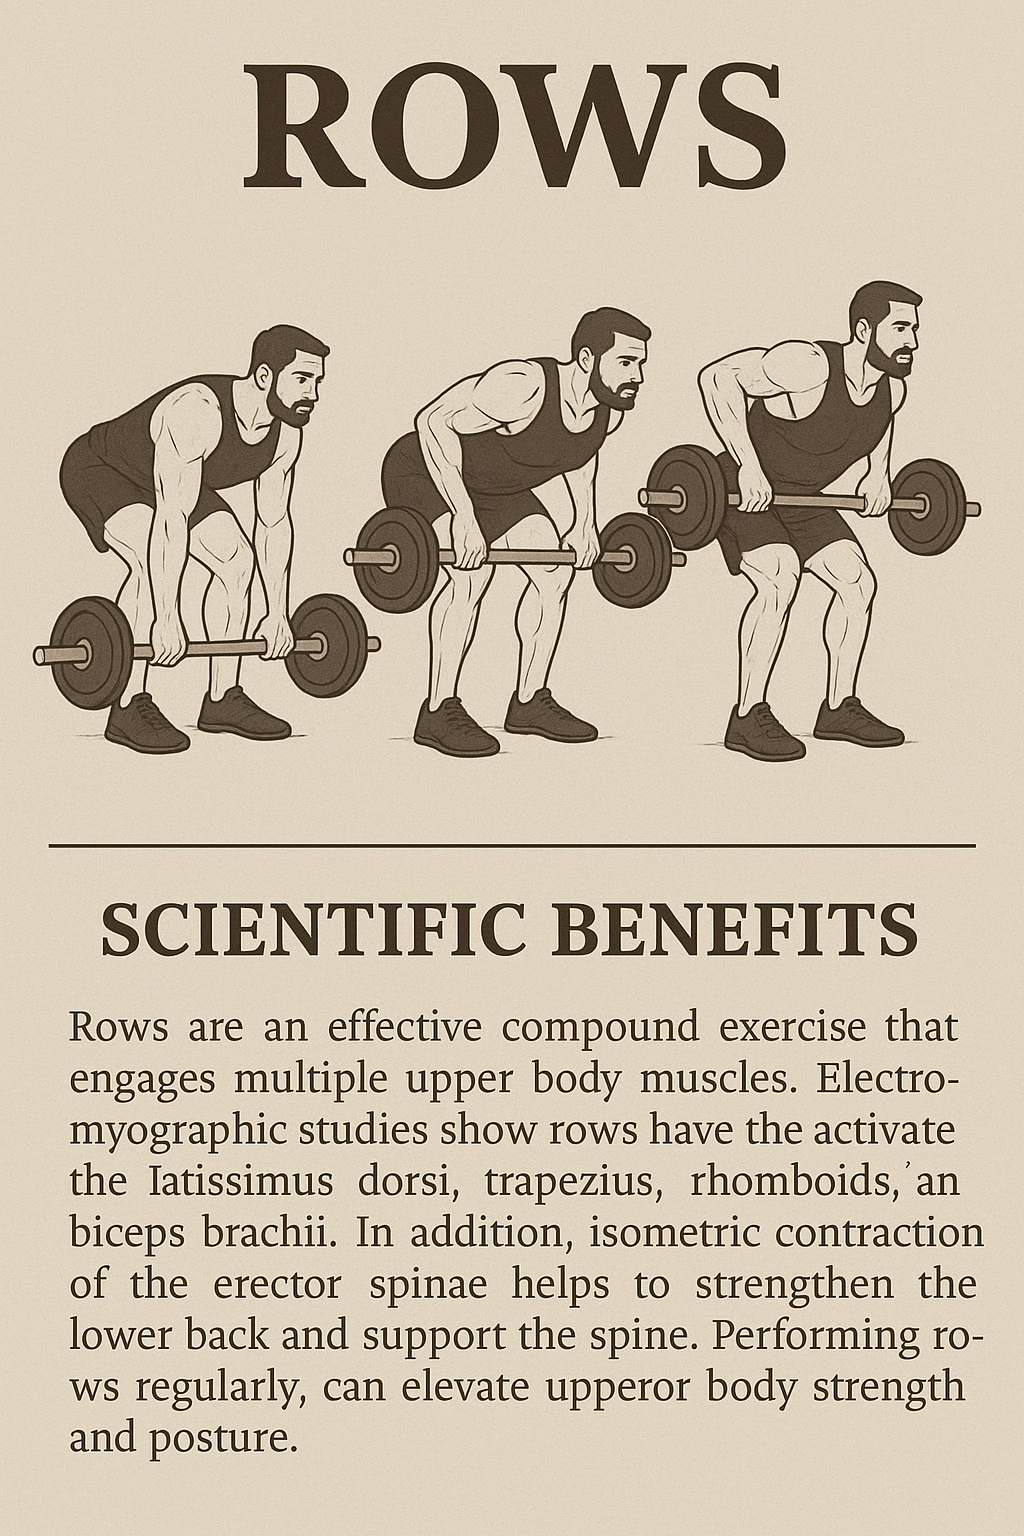 ROWS
SCIENTIFIC BENEFITS
Rows are an effective compound exercise that
engages multiple upper body muscles. Electro-
myographic studies show rows have the activate
the Iatissimus dorsi, trapezius, rhomboids,ʼan
biceps brachii. In addition, isometric contraction
of the erector spinae helps to strengthen the
lower back and support the spine. Performing ro-
ws regularly, can elevate upperor body strength
and posture.